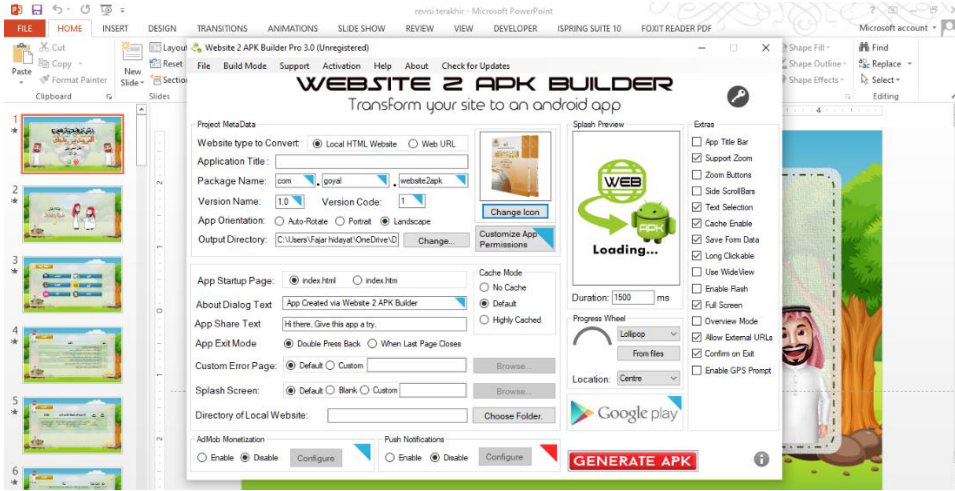 revisi terakhir - Microsoft PowerPoint
FILE HOME INSERT DESIGN TRANSITIONS ANIMATIONS SLIDE SHOW REVIEW VIEW DEVELOPER ISPRING SUITE 10 FOXIT READER PDF Microsoft account
Cut
Copy
Format Painter
Paste
New
Slide
Layout
Reset
Section
Clipboard
Slides
Shape Fill
Shape Outline
Shape Effects
Find
Replace
Select
Editing
1
2
3
4
5
6
4
Website 2 APK Builder Pro 3.0 (Unregistered)
File Build Mode Support Activation Help About Check for Updates
WEBSITE 2 APK BUILDER
Transform your site to an android app
Project MetaData
Website type to Convert: Local HTML Website Web URL
Application Title :
Package Name: com . goyal . website2apk
Version Name: 1.0 Version Code: 1
App Orientation: Auto-Rotate Portrait Landscape
Output Directory: C:\Users\Fajar hidayat\OneDrive\D Change...
Change Icon
Customize App
Permissions
App Startup Page: index.html index.htm
About Dialog Text App Created via Website 2 APK Builder
App Share Text Hi there, Give this app a try.
App Exit Mode Double Press Back When Last Page Closes
Custom Error Page: Default Custom Browse...
Splash Screen: Default Blank Custom Browse...
Directory of Local Website: Choose Folder.
Cache Mode
No Cache
Default
Highly Cached
AdMob Monetization
Enable Disable Configure
Push Notifications
Enable Disable Configure
Splash Preview
WEB
APK
Loading...
Duration: 1500 ms
Progress Wheel
Lollipop
From files
Location: Centre
Google play
GENERATE APK
Extras
App Title Bar
Support Zoom
Zoom Buttons
Side ScrollBars
Text Selection
Cache Enable
Save Form Data
Long Clickable
Use WideView
Enable Flash
Full Screen
Overview Mode
Allow External URLs
Confirm on Exit
Enable GPS Prompt